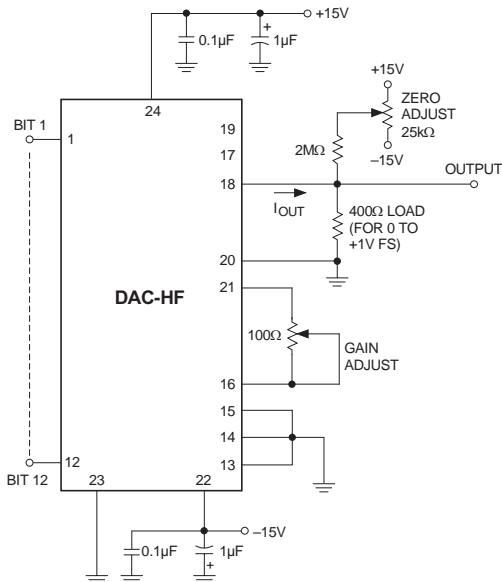 +15V
+
0.1µF
1µF
+15V
ZERO
ADJUST
25kΩ
–15V
2MΩ
BIT 1
1
24
19
17
18
IOUT
OUTPUT
400Ω LOAD
(FOR 0 TO
+1V FS)
20
21
DAC-HF
100Ω
GAIN
ADJUST
16
15
14
13
12
BIT 12
23
22
–15V
0.1µF
1µF
+